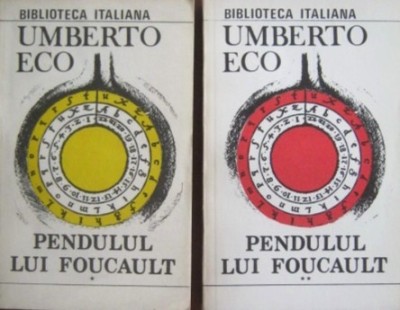 BIBLIOTECA ITALIANA
UMBERTO
ECO
PENDULUL
LUI FOUCAULT
*
BIBLIOTECA ITALIANA
UMBERTO
ECO
PENDULUL
LUI FOUCAULT
**